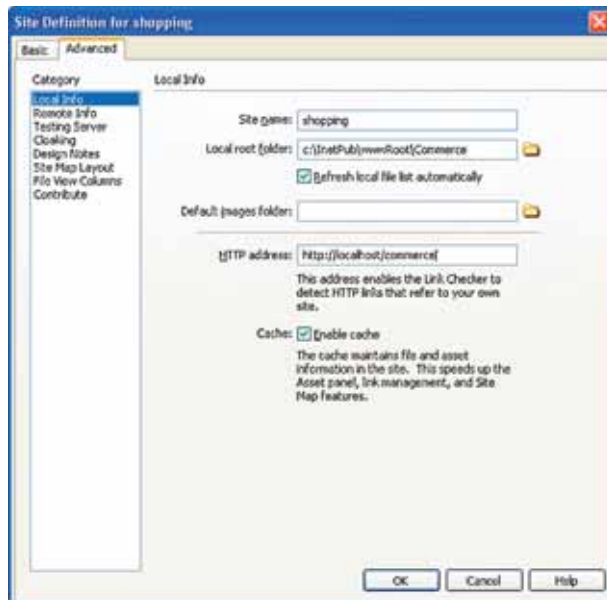 Site Definition for shopping
Basic Advanced
Category
Local Info
Remote Info
Testing Server
Cloaking
Design Notes
Site Map Layout
File View Columns
Contribute
Local Info
Site name: shopping
Local root folder: c:\InetPub\wwwRoot\Commerce
Refresh local file list automatically
Default images folder:
HTTP address: http://localhost/commerce/
This address enables the Link Checker to
detect HTTP links that refer to your own
site.
Cache: Enable cache
The cache maintains file and asset
information in the site. This speeds up the
Asset panel, link management, and Site
Map features.
OK Cancel Help